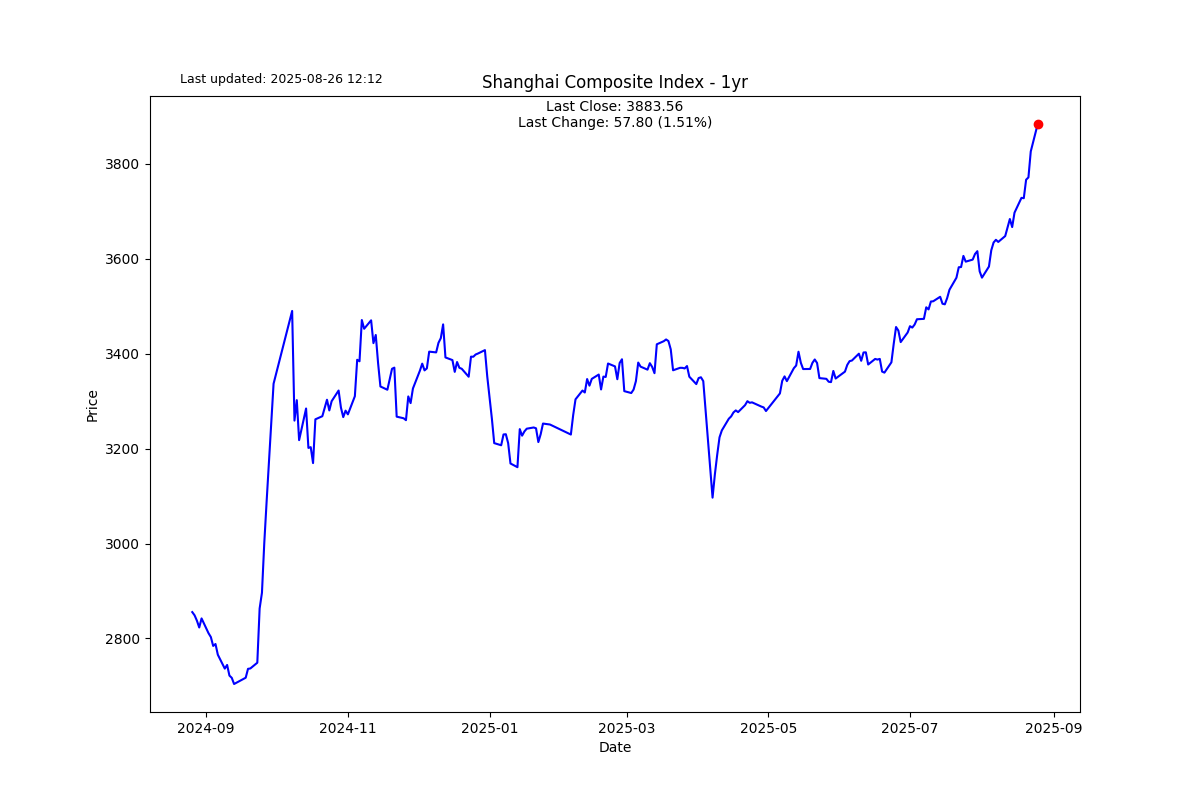 Last updated: 2025-08-26 12:12
Shanghai Composite Index - 1yr
Last Close: 3883.56
Last Change: 57.80 (1.51%)
Price
3800
3600
3400
3200
3000
2800
2024-09
2024-11
2025-01
2025-03
2025-05
2025-07
2025-09
Date